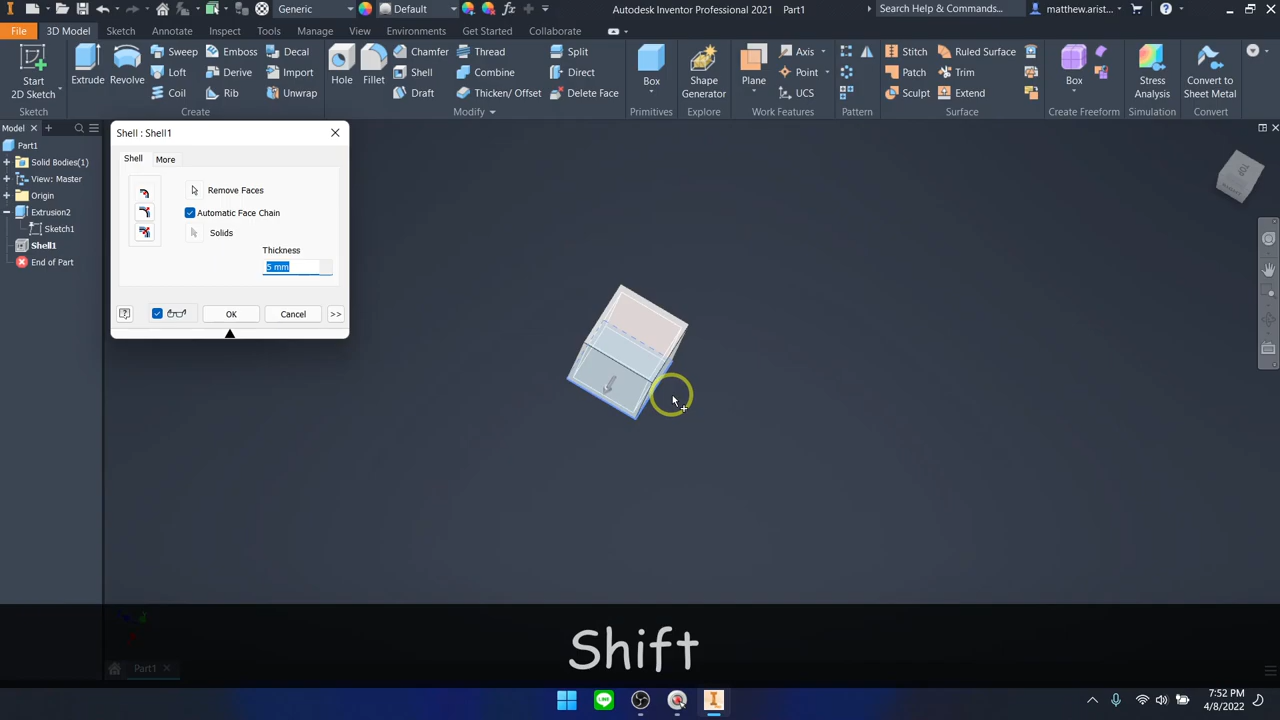 Generic
Default
Autodesk Inventor Professional 2021 Part1
Search Help & Commands...
matthew.arist...
File
3D Model
Sketch
Annotate
Inspect
Tools
Manage
View
Environments
Get Started
Collaborate
Start
2D Sketch
Extrude
Revolve
Sweep
Loft
Coil
Emboss
Derive
Rib
Decal
Import
Unwrap
Hole
Fillet
Chamfer
Shell
Draft
Thread
Combine
Thicken/ Offset
Split
Direct
Delete Face
Box
Shape
Generator
Plane
Axis
Point
UCS
Stitch
Patch
Sculpt
Ruled Surface
Trim
Extend
Box
Stress
Analysis
Convert to
Sheet Metal
Sketch
Create
Modify
Primitives
Explore
Work Features
Pattern
Surface
Create Freeform
Simulation
Convert
Model
Part1
Solid Bodies(1)
View: Master
Origin
Extrusion2
Sketch1
Shell1
End of Part
Shell : Shell1
Shell
More
Remove Faces
Automatic Face Chain
Solids
Thickness
5 mm
OK
Cancel
>>
Shift
Part1
7:52 PM
4/8/2022